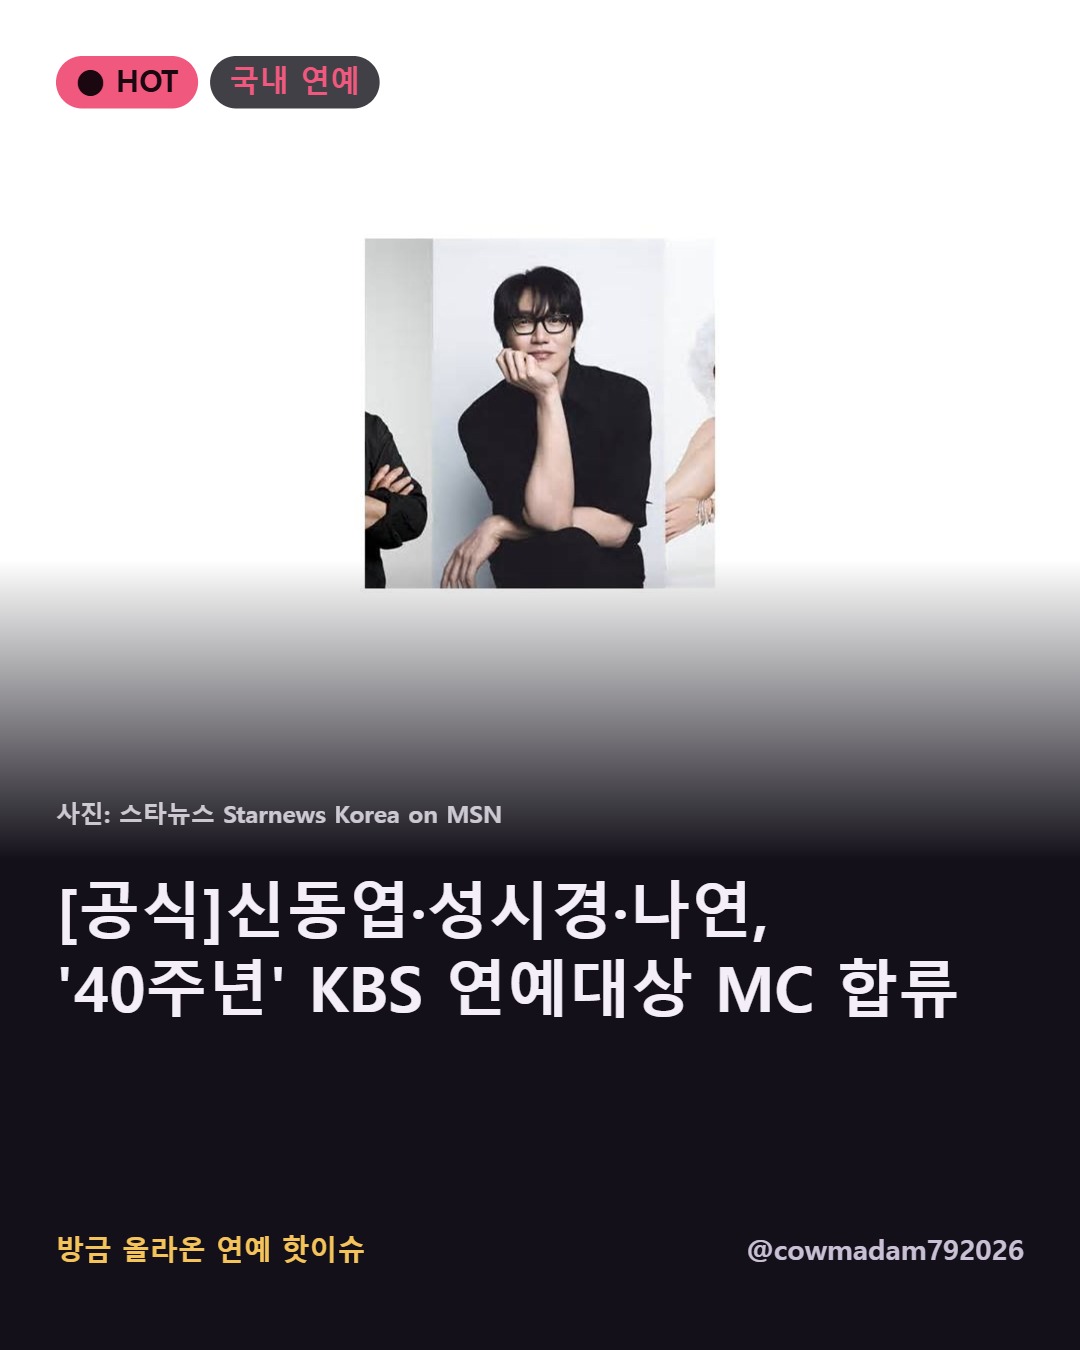 ● HOT 국내 연예
사진: 스타뉴스 Starnews Korea on MSN
[공식]신동엽·성시경·나연,
'40주년' KBS 연예대상 MC 합류
방금 올라온 연예 핫이슈 @cowmadam792026